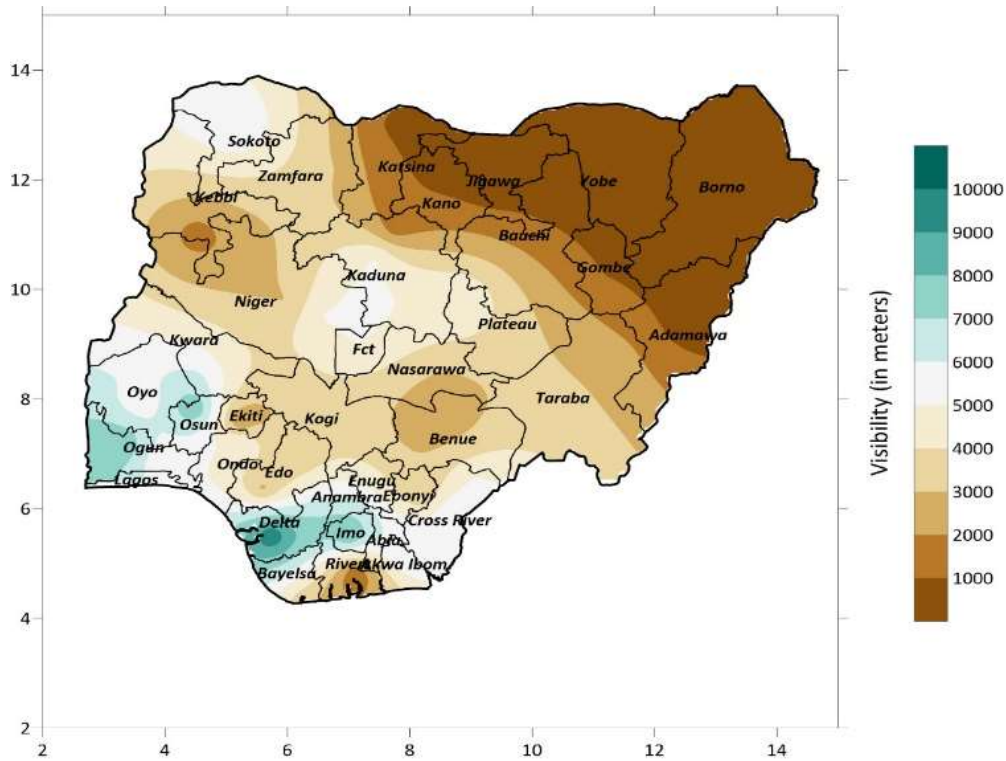 14
12
10
8
6
4
2
2
4
6
8
10
12
14
Sokoto
Zamfara
Kebbi
Katsina
Kano
Jigawa
Yobe
Borno
Bauchi
Gombe
Kaduna
Niger
Plateau
Adamawa
Kwara
Fct
Nasarawa
Oyo
Taraba
Osun
Ekiti
Kogi
Benue
Ogun
Ondo
Edo
Lagos
Enugu
Anambra
Ebonyi
Delta
Imo
Abia
Cross River
Bayelsa
Rivers
Akwa Ibom
Visibility (in meters)
10000
9000
8000
7000
6000
5000
4000
3000
2000
1000